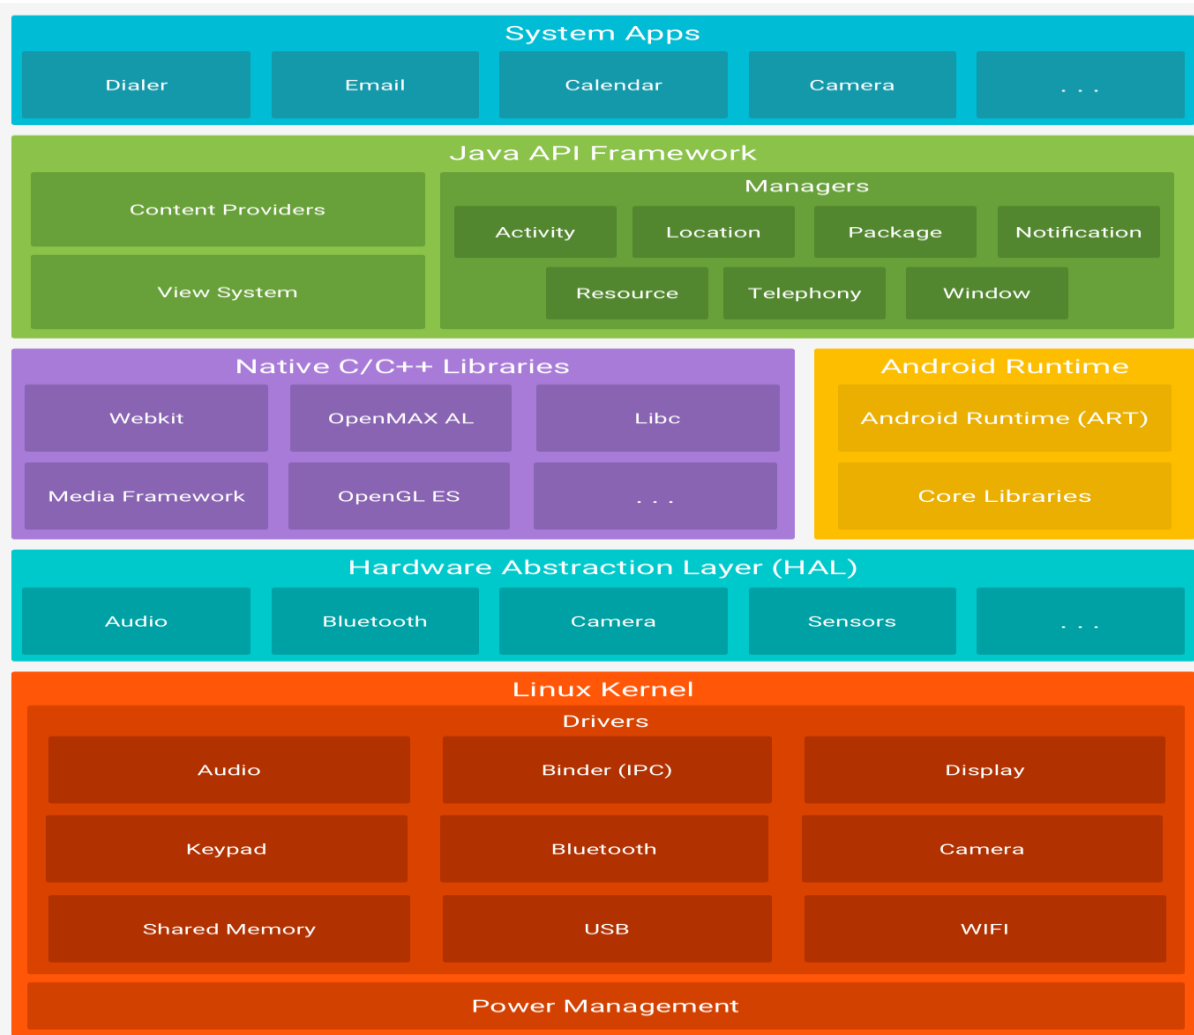 System Apps
Dialer Email Calendar Camera . . .
Java API Framework
Content Providers
View System
Managers
Activity Location Package Notification
Resource Telephony Window
Native C/C++ Libraries
Webkit OpenMAX AL Libc
Media Framework OpenGL ES . . .
Android Runtime
Android Runtime (ART)
Core Libraries
Hardware Abstraction Layer (HAL)
Audio Bluetooth Camera Sensors . . .
Linux Kernel
Drivers
Audio Binder (IPC) Display
Keypad Bluetooth Camera
Shared Memory USB WIFI
Power Management